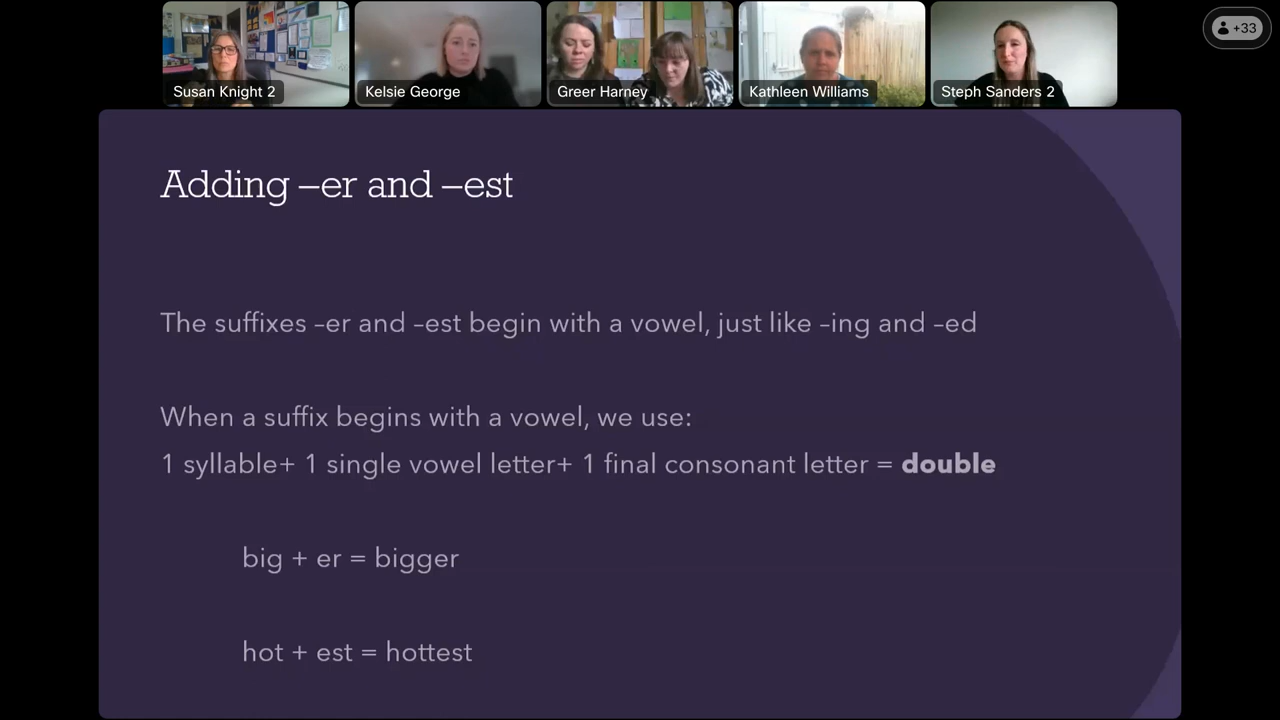 Susan Knight 2
Kelsie George
Greer Harney
Kathleen Williams
Steph Sanders 2
+33
Adding –er and –est
The suffixes –er and –est begin with a vowel, just like –ing and –ed
When a suffix begins with a vowel, we use:
1 syllable+ 1 single vowel letter+ 1 final consonant letter = double
big + er = bigger
hot + est = hottest